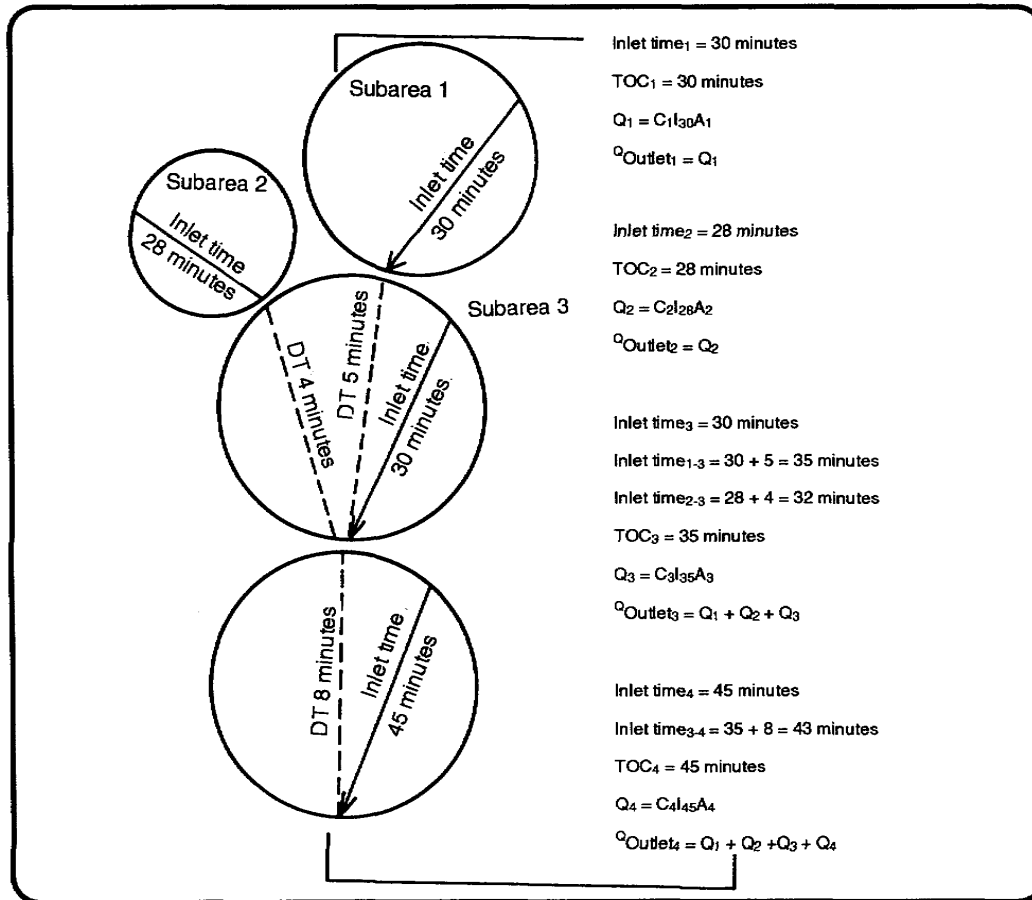 Subarea 1
Inlet time
30 minutes
Subarea 2
Inlet time
28 minutes
Subarea 3
DT 4 minutes
DT 5 minutes
Inlet time
30 minutes
DT 8 minutes
Inlet time
45 minutes
Inlet time₁ = 30 minutes
TOC₁ = 30 minutes
Q₁ = C₁I₃₀A₁
QOutlet₁ = Q₁
Inlet time₂ = 28 minutes
TOC₂ = 28 minutes
Q₂ = C₂I₂₈A₂
QOutlet₂ = Q₂
Inlet time₃ = 30 minutes
Inlet time₁₋₃ = 30 + 5 = 35 minutes
Inlet time₂₋₃ = 28 + 4 = 32 minutes
TOC₃ = 35 minutes
Q₃ = C₃I₃₅A₃
QOutlet₃ = Q₁ + Q₂ + Q₃
Inlet time₄ = 45 minutes
Inlet time₃₋₄ = 35 + 8 = 43 minutes
TOC₄ = 45 minutes
Q₄ = C₄I₄₅A₄
QOutlet₄ = Q₁ + Q₂ +Q₃ + Q₄